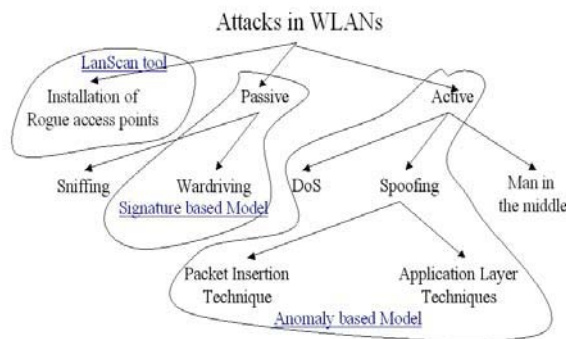 Attacks in WLANs
LanScan tool
Installation of
Rogue access points
Passive
Active
Sniffing
Wardriving
DoS
Spoofing
Man in
the middle
Signature based Model
Packet Insertion
Technique
Application Layer
Techniques
Anomaly based Model